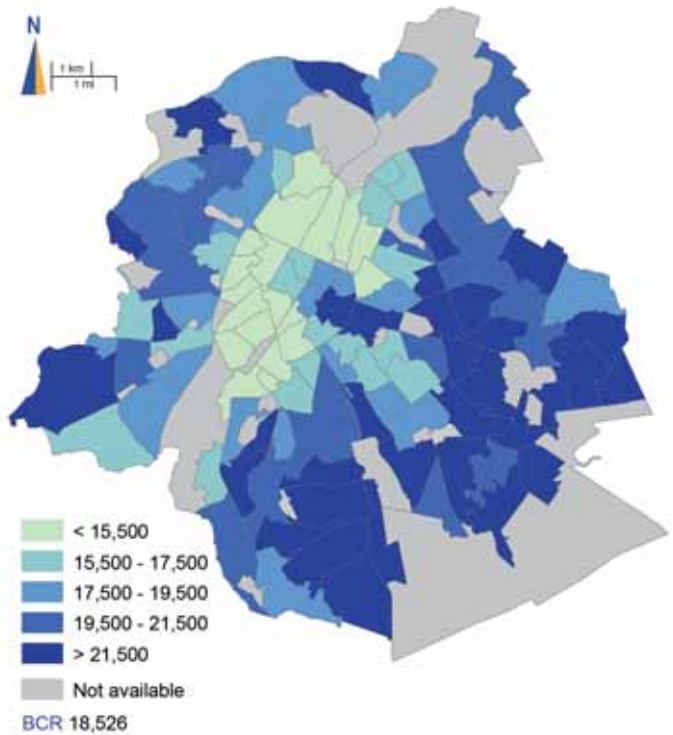 N
1 km
1 mi
< 15,500
15,500 - 17,500
17,500 - 19,500
19,500 - 21,500
> 21,500
Not available
BCR 18,526